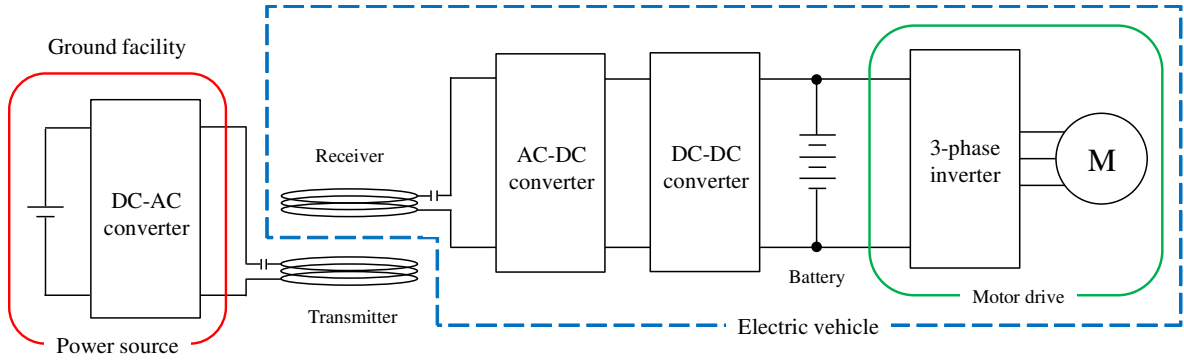 Ground facility
DC-AC
converter
Power source
Receiver
Transmitter
AC-DC
converter
DC-DC
converter
Battery
3-phase
inverter
M
Motor drive
Electric vehicle